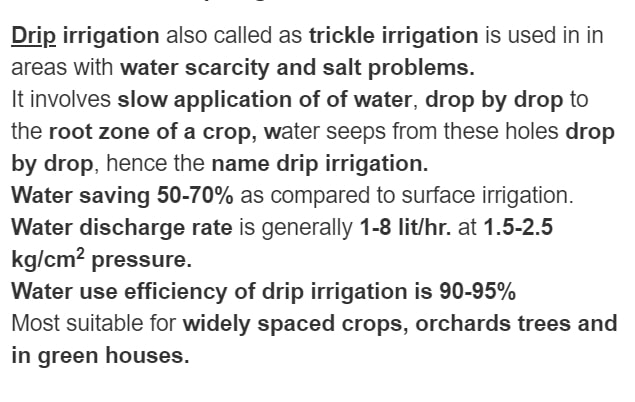 Drip irrigation also called as trickle irrigation is used in in
areas with water scarcity and salt problems.
It involves slow application of of water, drop by drop to
the root zone of a crop, water seeps from these holes drop
by drop, hence the name drip irrigation.
Water saving 50-70% as compared to surface irrigation.
Water discharge rate is generally 1-8 lit/hr. at 1.5-2.5
kg/cm² pressure.
Water use efficiency of drip irrigation is 90-95%
Most suitable for widely spaced crops, orchards trees and
in green houses.